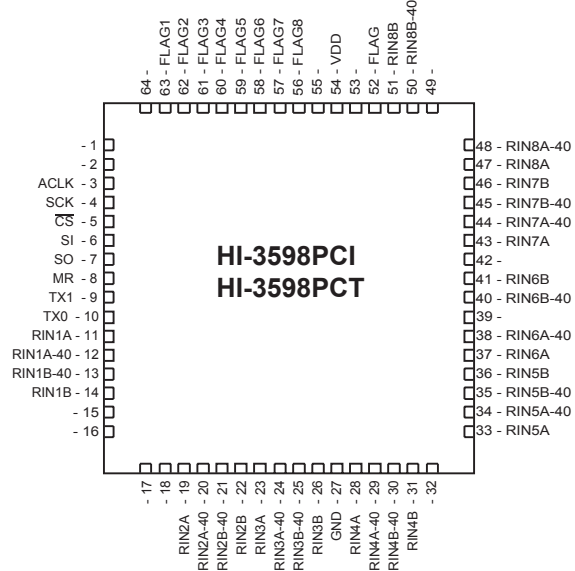 64 -
63 - FLAG1
62 - FLAG2
61 - FLAG3
60 - FLAG4
59 - FLAG5
58 - FLAG6
57 - FLAG7
56 - FLAG8
55 -
54 - VDD
53 -
52 - FLAG
51 - RIN8B
50 - RIN8B-40
49 -
- 1
- 2
ACLK - 3
SCK - 4
CS - 5
SI - 6
SO - 7
MR - 8
TX1 - 9
TX0 - 10
RIN1A - 11
RIN1A-40 - 12
RIN1B-40 - 13
RIN1B - 14
- 15
- 16
HI-3598PCI
HI-3598PCT
48 - RIN8A-40
47 - RIN8A
46 - RIN7B
45 - RIN7B-40
44 - RIN7A-40
43 - RIN7A
42 -
41 - RIN6B
40 - RIN6B-40
39 -
38 - RIN6A-40
37 - RIN6A
36 - RIN5B
35 - RIN5B-40
34 - RIN5A-40
33 - RIN5A
- 17
- 18
RIN2A - 19
RIN2A-40 - 20
RIN2B-40 - 21
RIN2B - 22
RIN3A - 23
RIN3A-40 - 24
RIN3B-40 - 25
RIN3B - 26
GND - 27
RIN4A - 28
RIN4A-40 - 29
RIN4B-40 - 30
RIN4B - 31
- 32